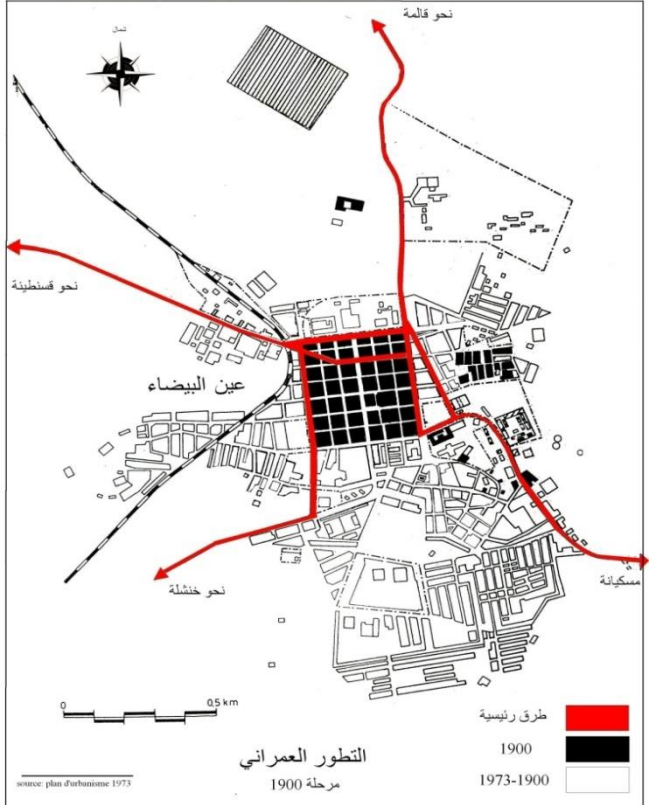 نحو قالمة
شمال
نحو قسنطينة
عين البيضاء
نحو خنشلة
مسكيانة
0 0,5 km
طرق رئيسية
1900
1973-1900
التطور العمراني
مرحلة 1900
source: plan d'urbanisme 1973